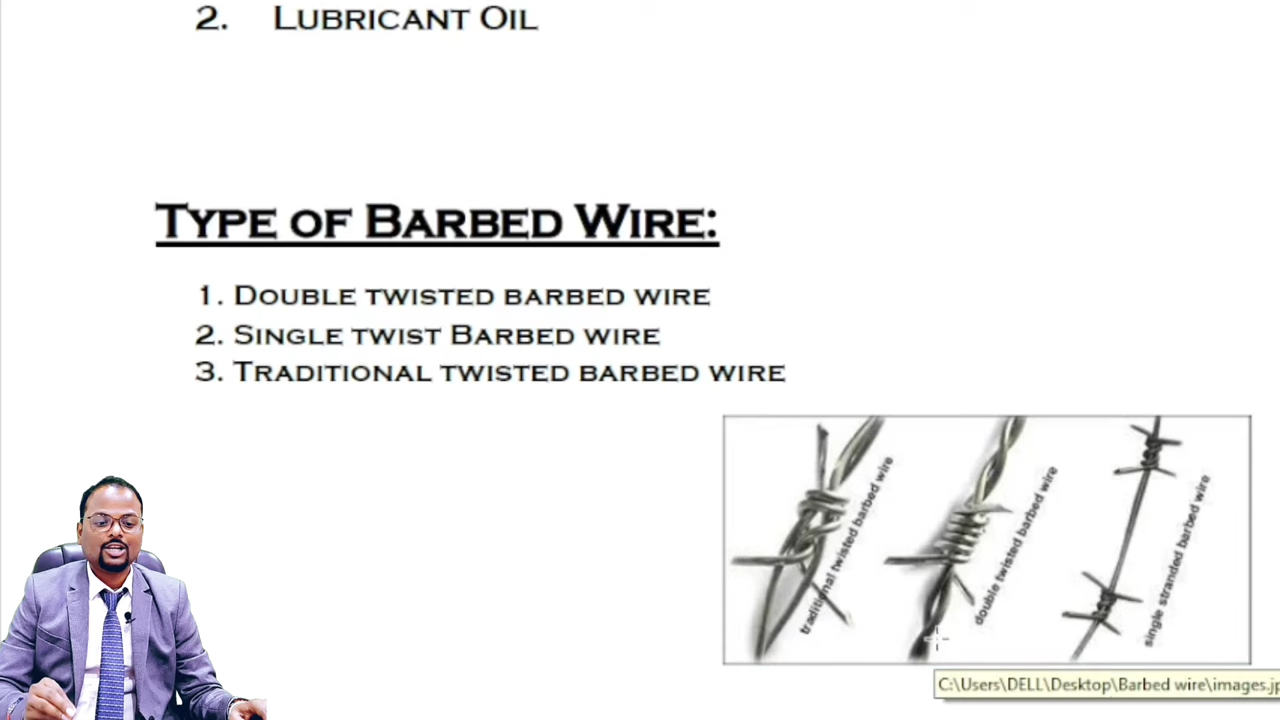 2. LUBRICANT OIL
TYPE OF BARBED WIRE:
1. DOUBLE TWISTED BARBED WIRE
2. SINGLE TWIST BARBED WIRE
3. TRADITIONAL TWISTED BARBED WIRE
traditional twisted barbed wire
double twisted barbed wire
single stranded barbed wire
C:\Users\DELL\Desktop\Barbed wire\images.jp